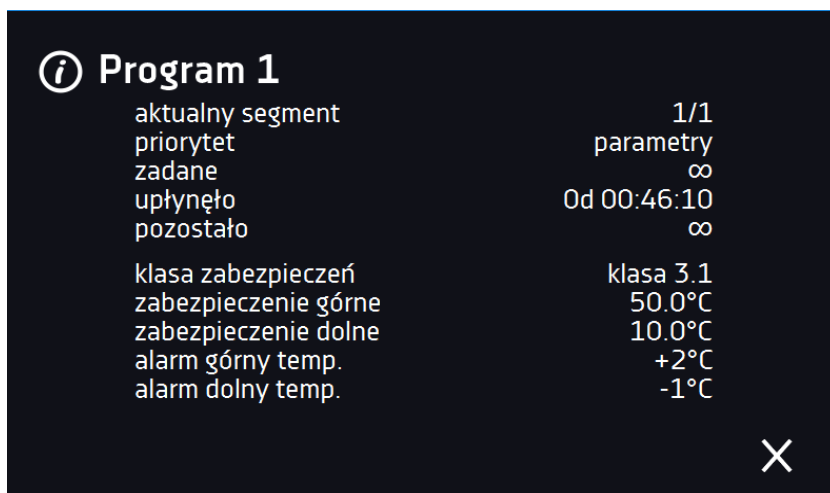 Program 1
aktualny segment 1/1
priorytet parametry
zadane ∞
upłynęło 0d 00:46:10
pozostało ∞
klasa zabezpieczeń klasa 3.1
zabezpieczenie górne 50.0°C
zabezpieczenie dolne 10.0°C
alarm górny temp. +2°C
alarm dolny temp. -1°C